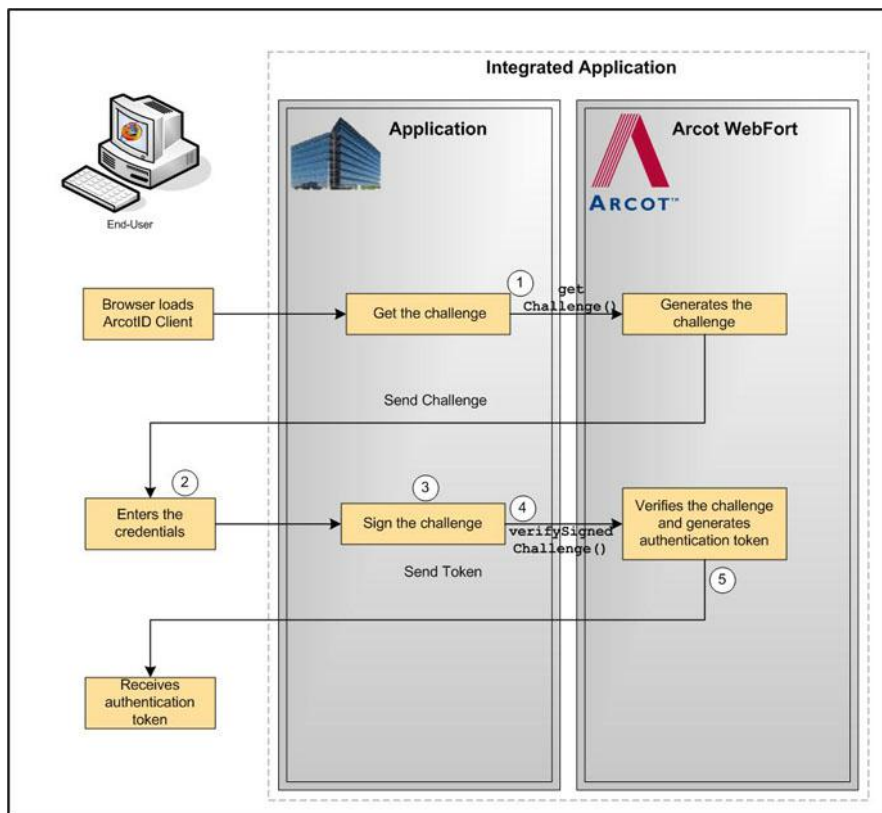 Integrated Application
Application
Arcot WebFort
ARCOT™
End-User
Browser loads
ArcotID Client
Get the challenge
1
get
Challenge()
Generates the
challenge
Send Challenge
2
Enters the
credentials
3
Sign the challenge
4
verifySigned
Challenge()
Verifies the challenge
and generates
authentication token
Send Token
5
Receives
authentication
token